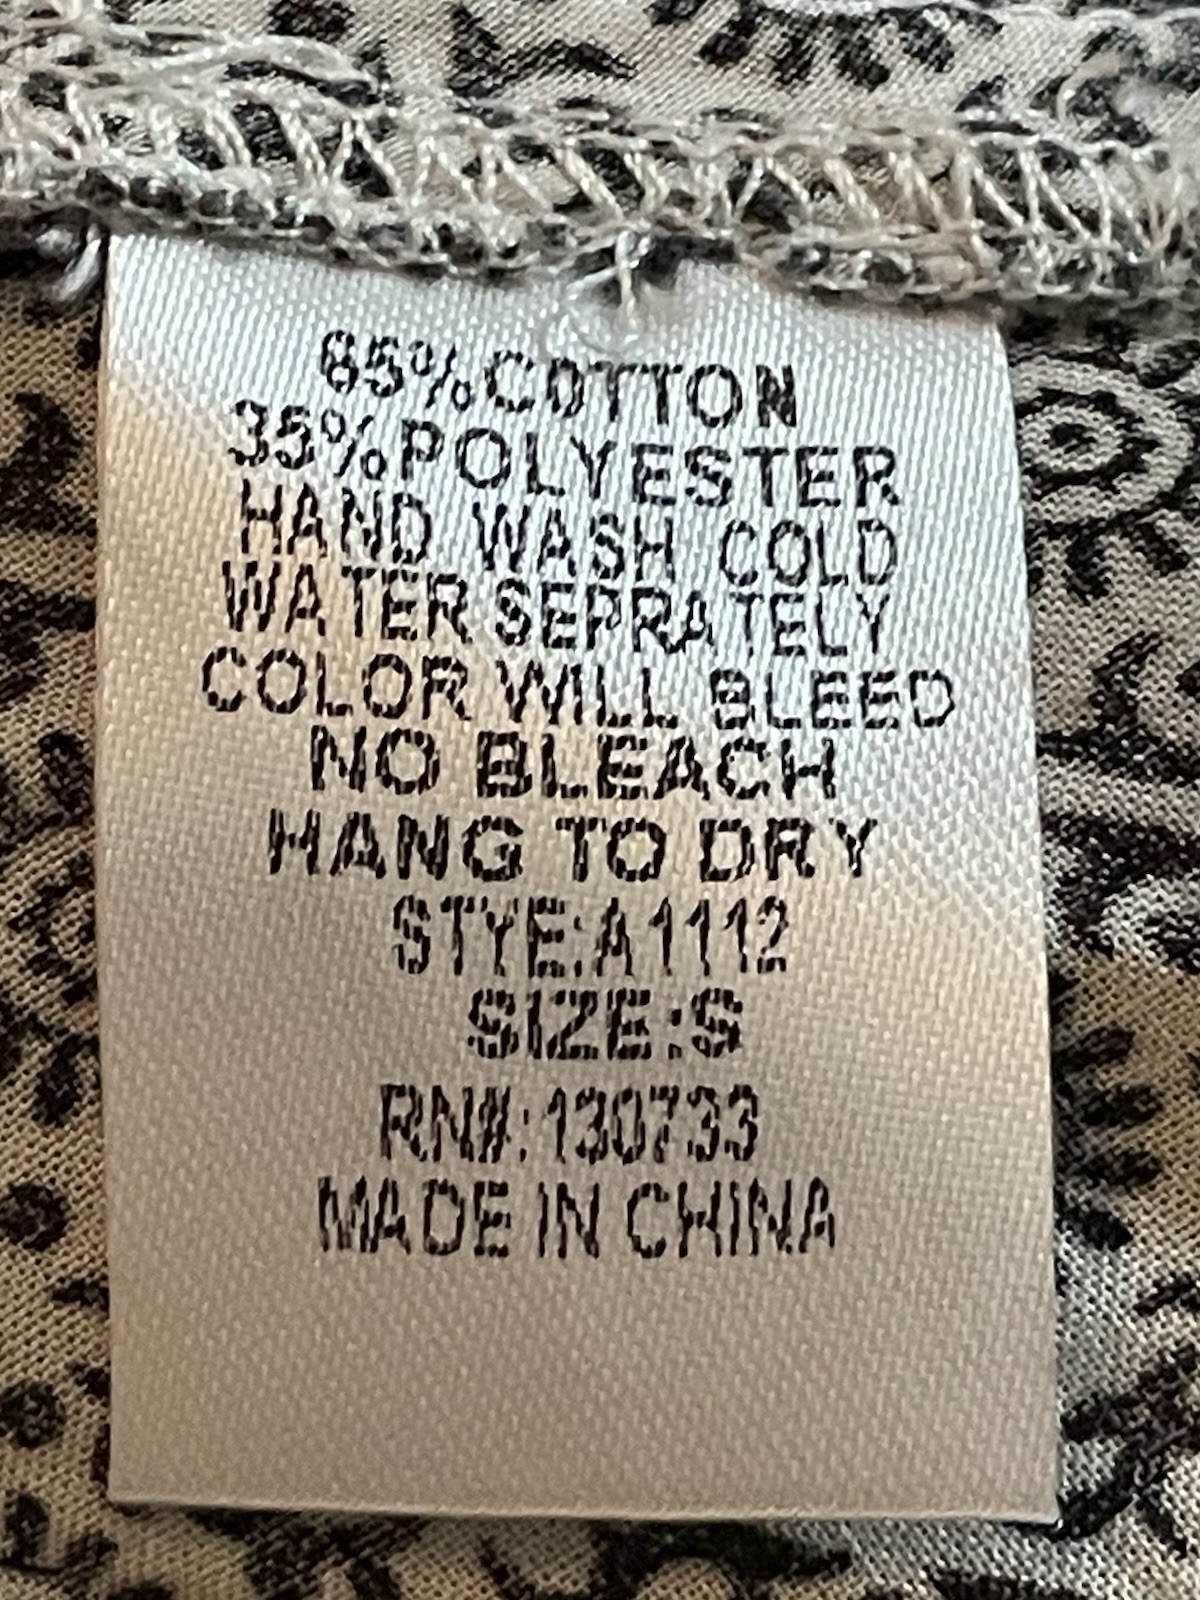 65%COTTON
35%POLYESTER
HAND WASH COLD
WATER SEPRATELY
COLOR WILL BLEED
NO BLEACH
HANG TO DRY
STYE:A1112
SIZE:S
RN#:130733
MADE IN CHINA